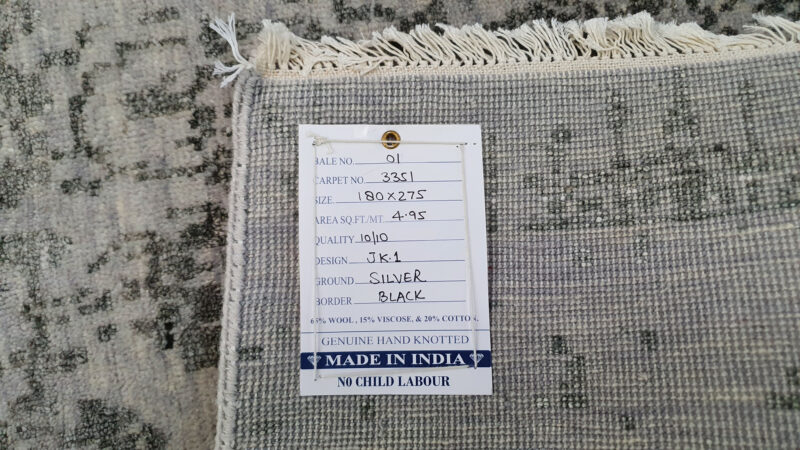 BALE NO. 01
CARPET NO 3351
SIZE. 180X275
AREA SQ.FT/MT. 4.95
QUALITY 10/10
DESIGN JK.1
GROUND SILVER
BORDER BLACK
65% WOOL , 15% VISCOSE, & 20% COTTON.
GENUINE HAND KNOTTED
MADE IN INDIA
NO CHILD LABOUR